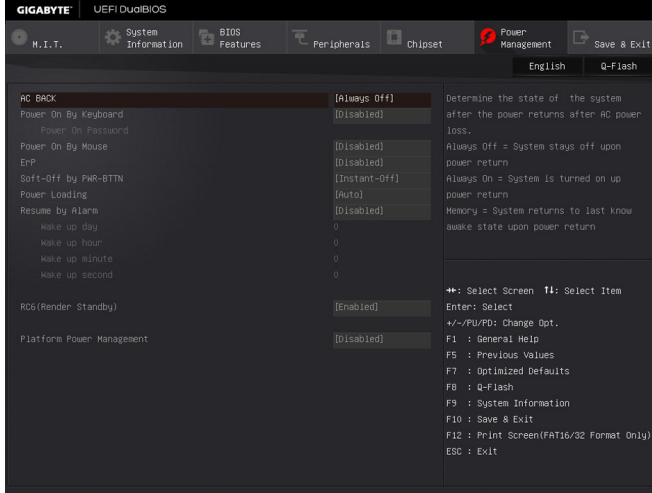 GIGABYTE™ UEFI DualBIOS
M.I.T. System Information BIOS Features Peripherals Chipset Power Management Save & Exit
English Q-Flash
AC BACK [Always Off]
Power On By Keyboard [Disabled]
Power On Password
Power On By Mouse [Disabled]
ErP [Disabled]
Soft-Off by PWR-BTTN [Instant-Off]
Power Loading [Auto]
Resume by Alarm [Disabled]
Wake up day 0
Wake up hour 0
Wake up minute 0
Wake up second 0
RC6(Render Standby) [Enabled]
Platform Power Management [Disabled]
Determine the state of the system
after the power returns after AC power
loss.
Always Off = System stays off upon
power return
Always On = System is turned on up
power return
Memory = System returns to last know
awake state upon power return
→←: Select Screen ↑↓: Select Item
Enter: Select
+/-/PU/PD: Change Opt.
F1 : General Help
F5 : Previous Values
F7 : Optimized Defaults
F8 : Q-Flash
F9 : System Information
F10 : Save & Exit
F12 : Print Screen(FAT16/32 Format Only)
ESC : Exit